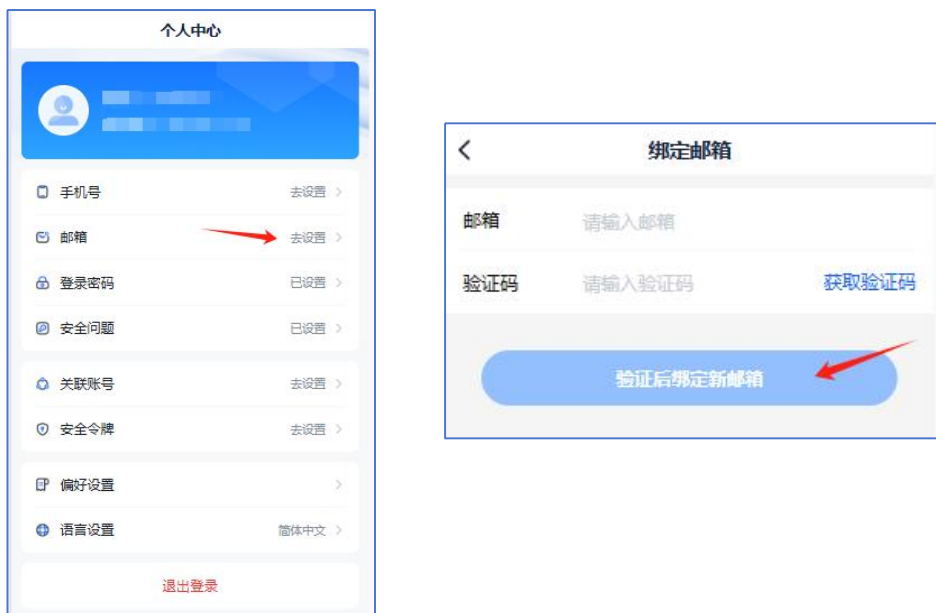 个人中心
手机号 去设置
邮箱 去设置
登录密码 已设置
安全问题 已设置
关联账号 去设置
安全令牌 去设置
偏好设置
语言设置 简体中文
退出登录
绑定邮箱
邮箱 请输入邮箱
验证码 请输入验证码 获取验证码
验证后绑定新邮箱